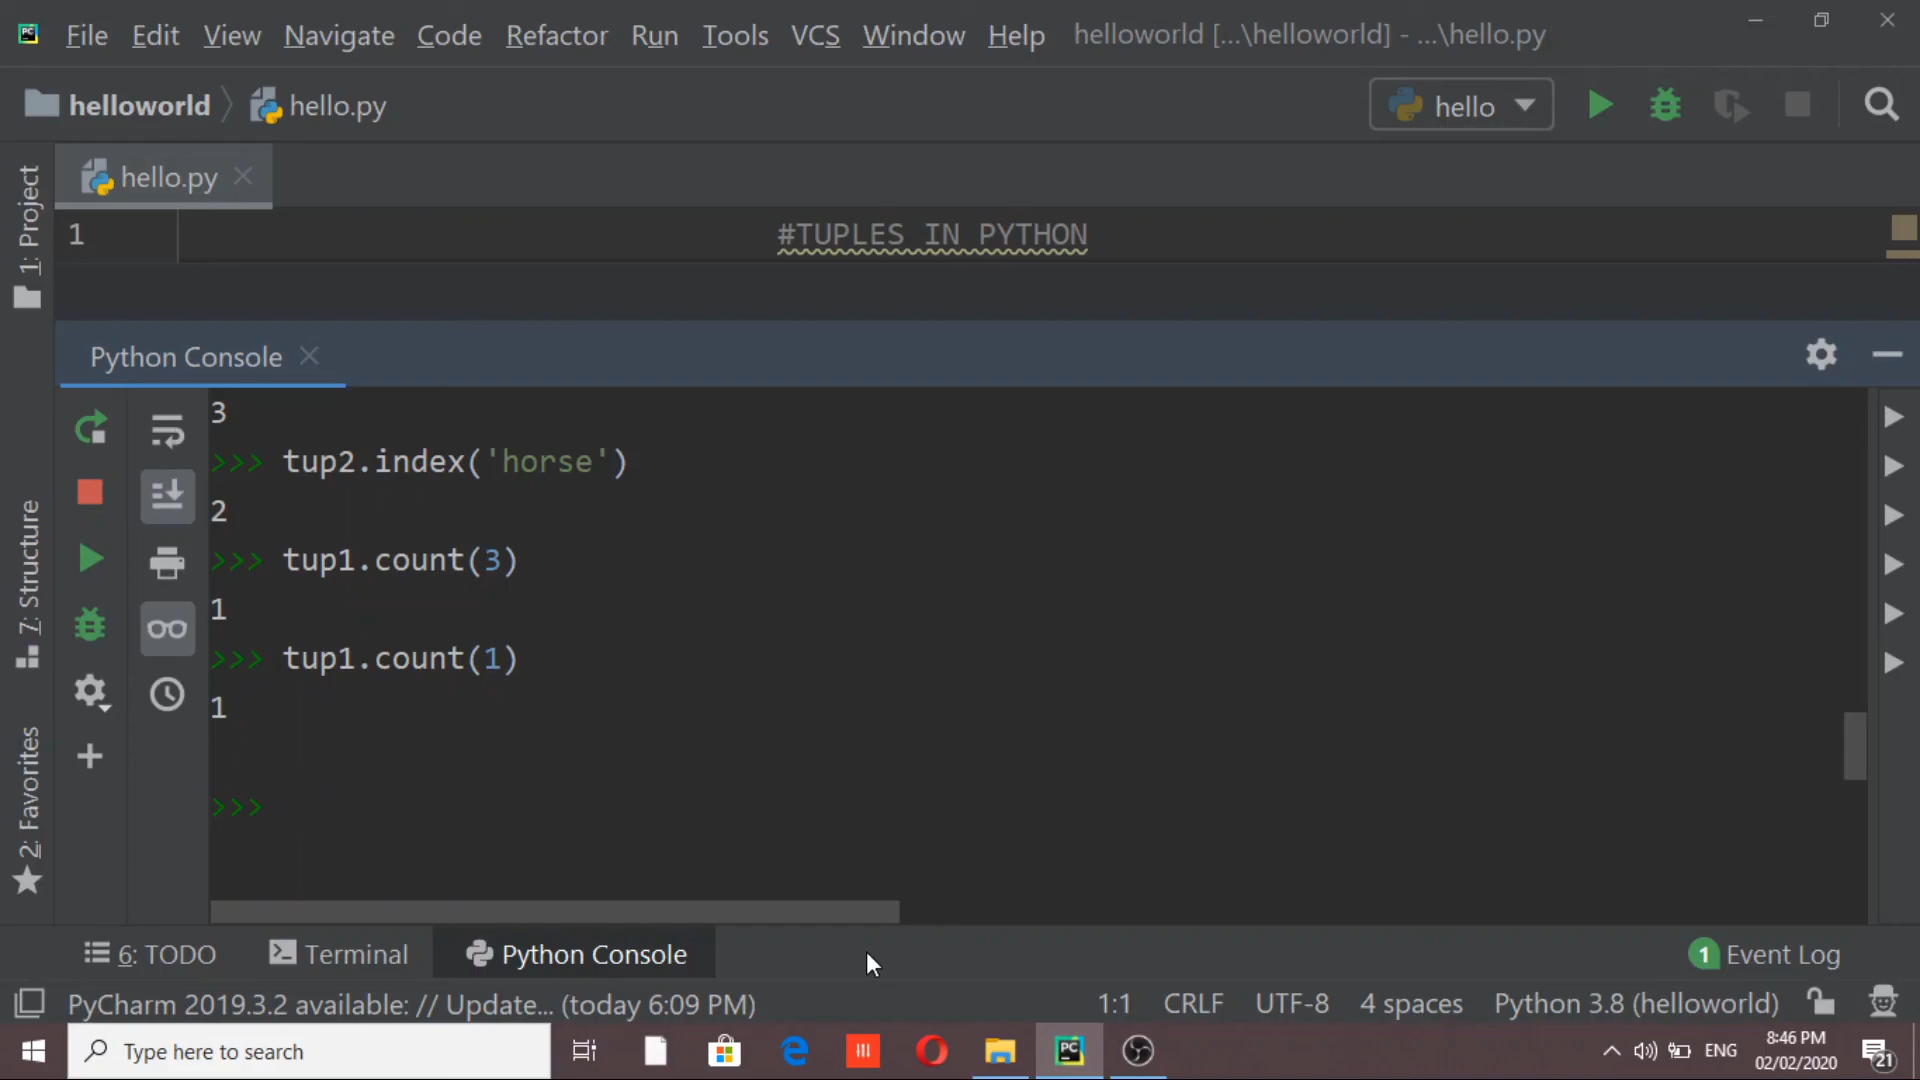 PC File Edit View Navigate Code Refactor Run Tools VCS Window Help helloworld [...\helloworld] - ...\hello.py
helloworld hello.py hello
hello.py
1: Project
1 #TUPLES IN PYTHON
Python Console
3
>>> tup2.index('horse')
2
>>> tup1.count(3)
1
>>> tup1.count(1)
1
>>>
7: Structure
2: Favorites
6: TODO Terminal Python Console 1 Event Log
PyCharm 2019.3.2 available: // Update... (today 6:09 PM) 1:1 CRLF UTF-8 4 spaces Python 3.8 (helloworld)
Type here to search PC ENG 8:46 PM
02/02/2020 21